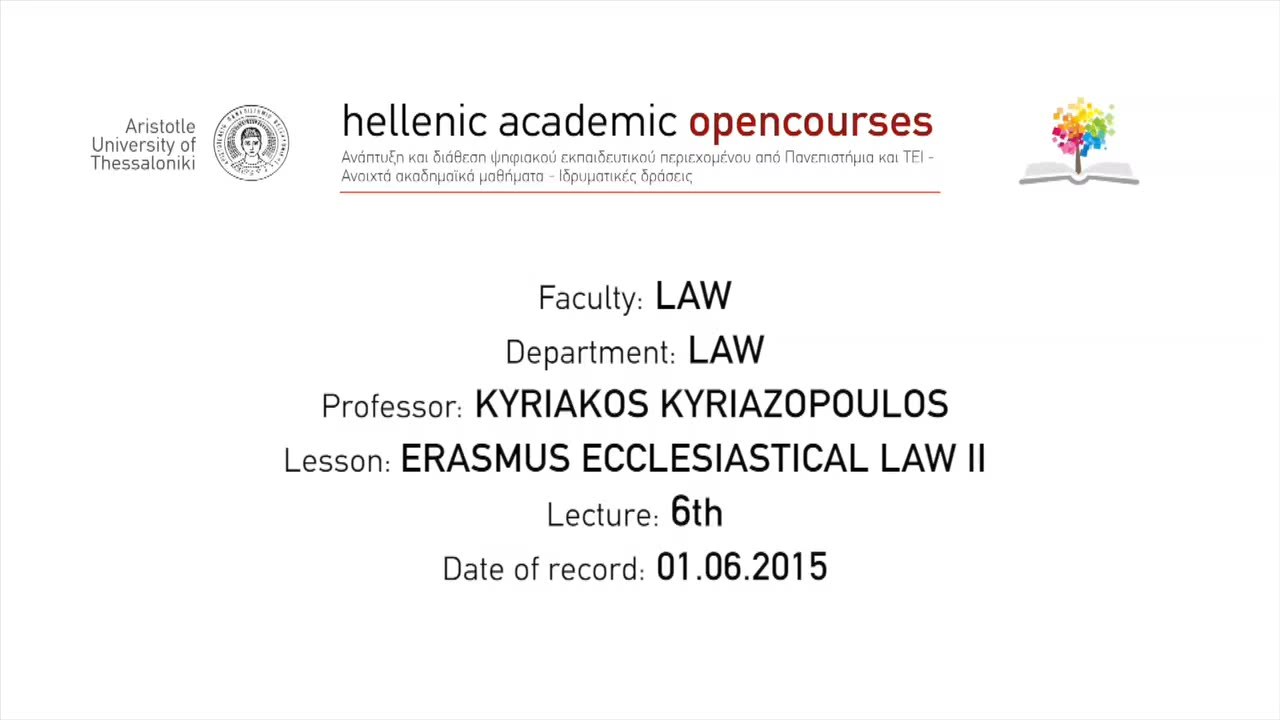 Aristotle
University of
Thessaloniki
hellenic academic opencourses
Ανάπτυξη και διάθεση ψηφιακού εκπαιδευτικού περιεχομένου από Πανεπιστήμια και ΤΕΙ -
Ανοιχτά ακαδημαϊκά μαθήματα - Ιδρυματικές δράσεις
Faculty: LAW
Department: LAW
Professor: KYRIAKOS KYRIAZOPOULOS
Lesson: ERASMUS ECCLESIASTICAL LAW II
Lecture: 6th
Date of record: 01.06.2015